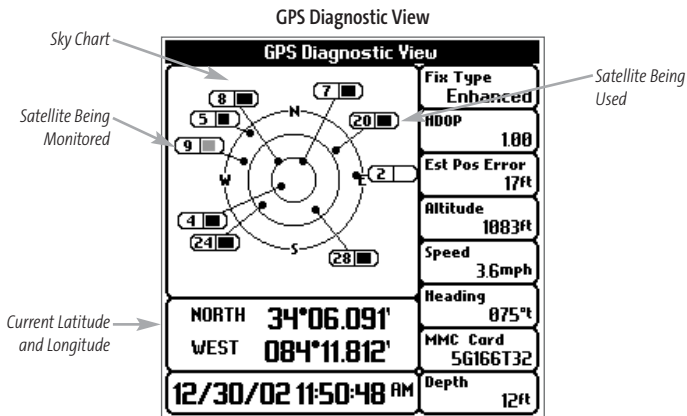 GPS Diagnostic View
Sky Chart
Satellite Being
Monitored
Current Latitude
and Longitude
Satellite Being
Used
GPS Diagnostic View
8
7
5
20
9
2
4
24
28
N
W
E
S
Fix Type
Enhanced
HDOP
1.00
Est Pos Error
17ft
Altitude
1083ft
Speed
3.6mph
Heading
075°t
MMC Card
5G166T32
Depth
12ft
NORTH 34°06.091'
WEST 084°11.812'
12/30/02 11:50:48 AM